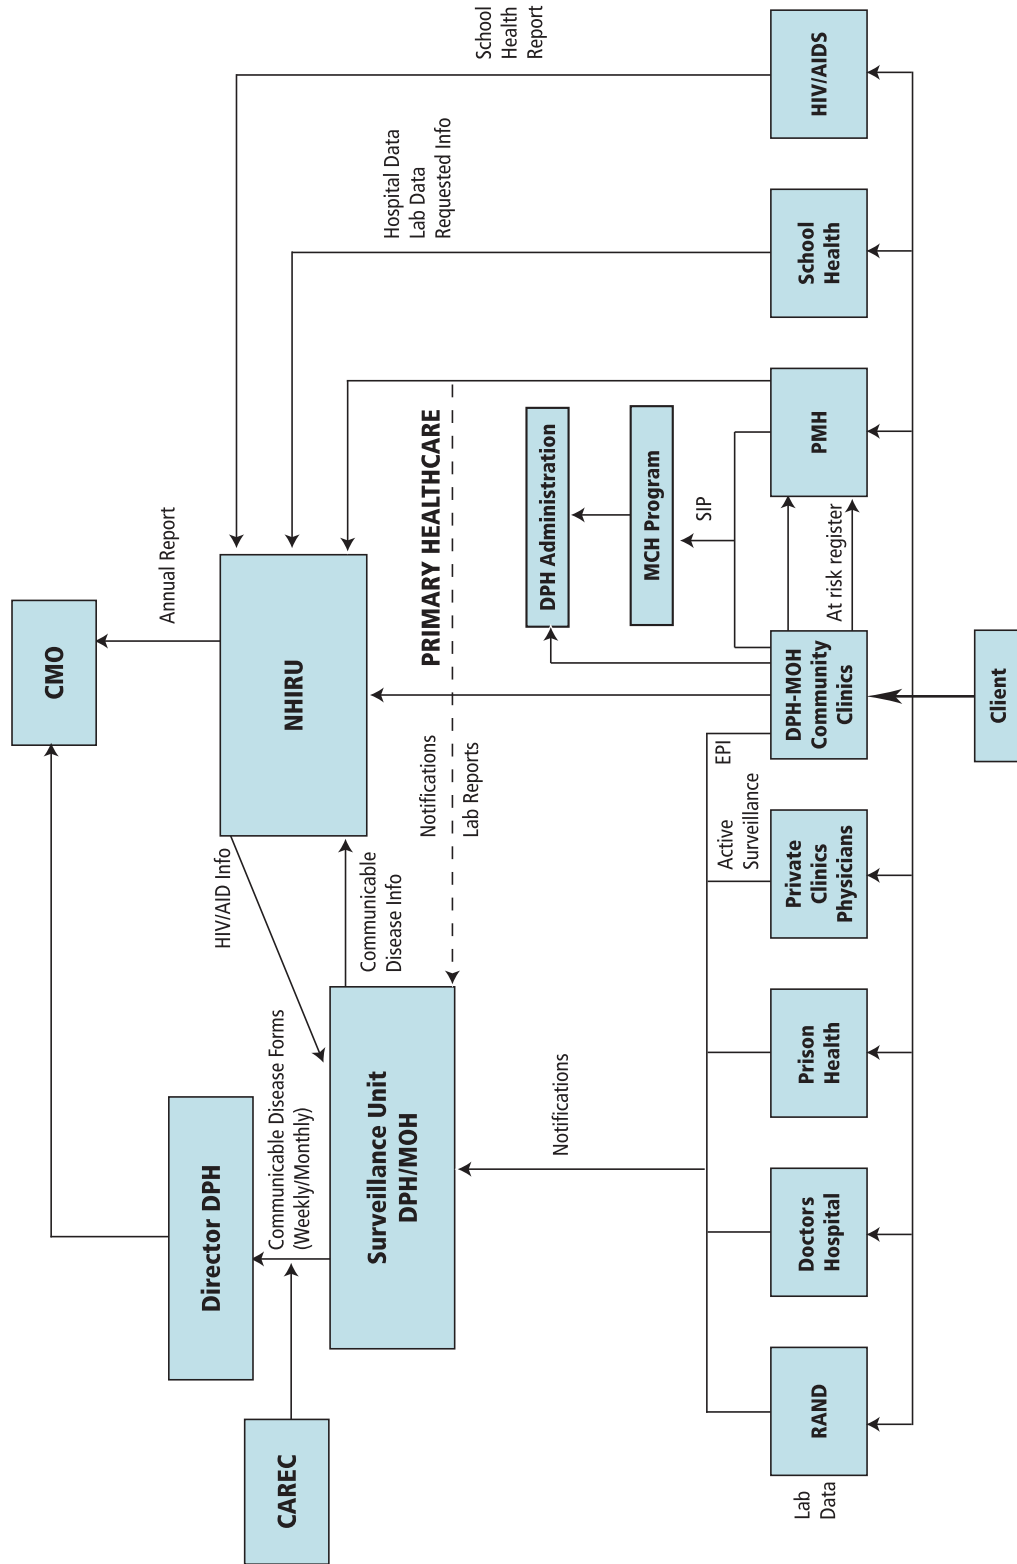 CMO
Annual Report
Director DPH
CAREC
Communicable Disease Forms
(Weekly/Monthly)
HIV/AID Info
NHIRU
School
Health
Report
Surveillance Unit
DPH/MOH
Communicable
Disease Info
Hospital Data
Lab Data
Requested Info
PRIMARY HEALTHCARE
Notifications
Lab Reports
Notifications
DPH Administration
MCH Program
SIP
Active
Surveillance
EPI
At risk register
Lab
Data
RAND
Doctors
Hospital
Prison
Health
Private
Clinics
Physicians
DPH-MOH
Community
Clinics
PMH
School
Health
HIV/AIDS
Client